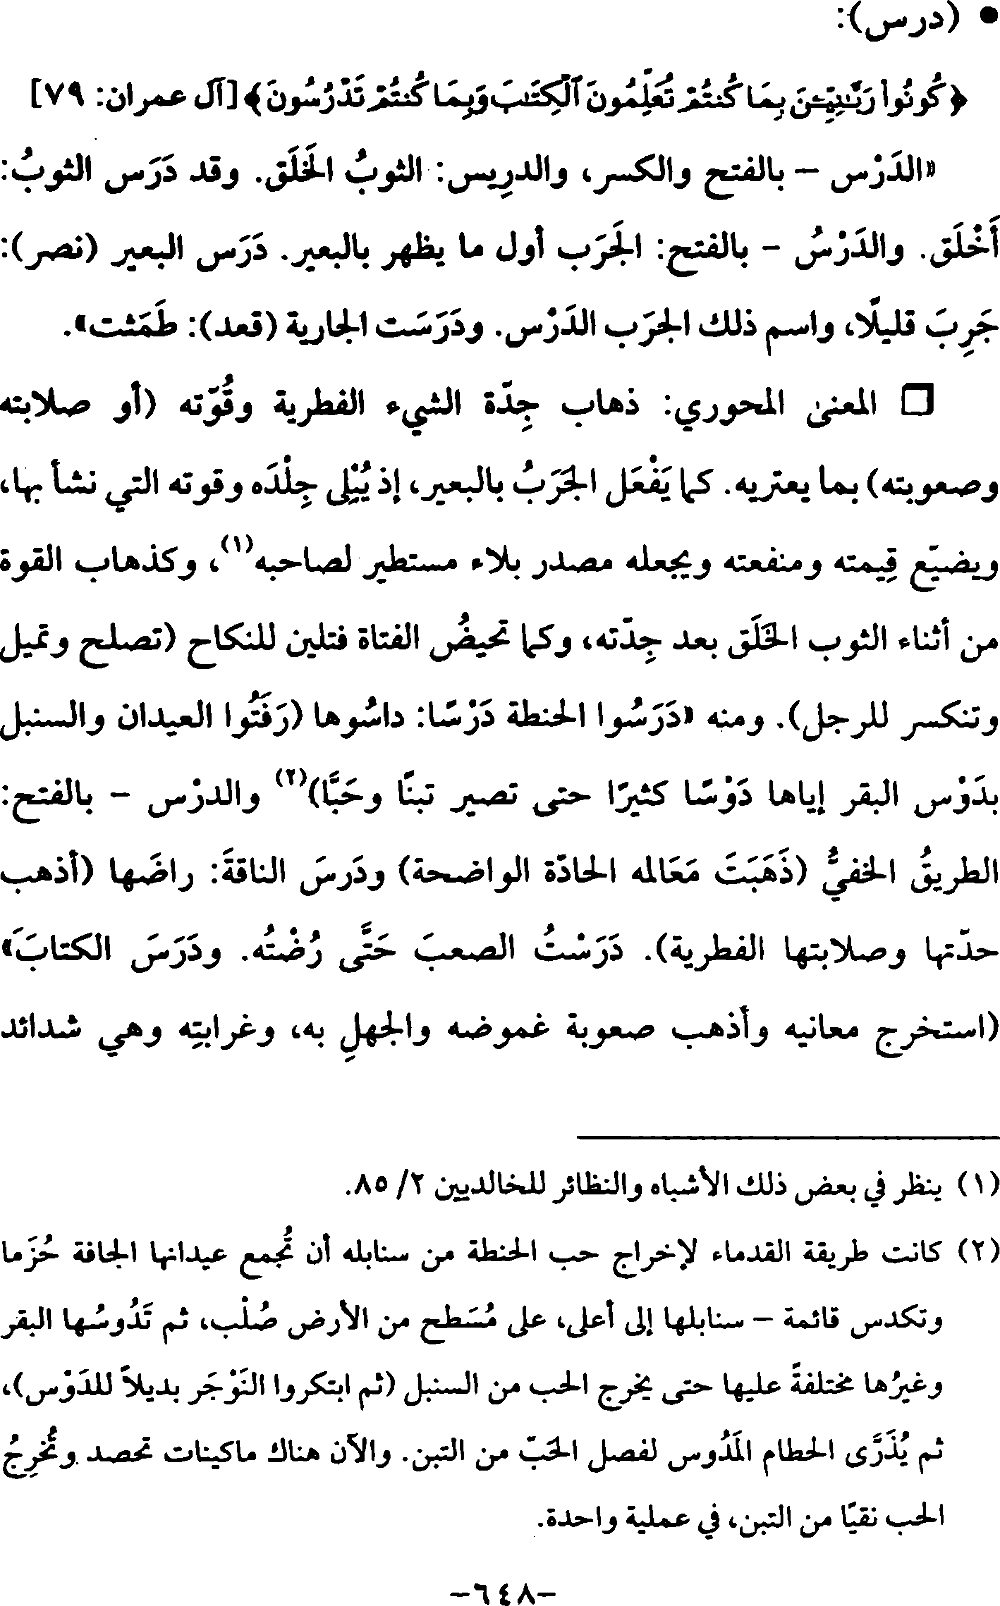 • (درس):
﴿كُونُوا رَبَّٰنِيِّـۧنَ بِمَا كُنتُمْ تُعَلِّمُونَ ٱلْكِتَٰبَ وَبِمَا كُنتُمْ تَدْرُسُونَ﴾ [آل عمران: ٧٩]
«الدَرْس – بالفتح والكسر، والدرِيس: الثوبُ الخَلَق. وقد دَرَس الثوبُ:
أَخْلَق. والدَرْسُ – بالفتح: الجَرَب أول ما يظهر بالبعير. دَرَس البعير (نصر):
جَرِبَ قليلًا، واسم ذلك الجرَب الدَرْس. ودَرَسَت الجارية (قعد): طَمَثت».
□ المعنىٰ المحوري: ذهاب جِدّة الشيء الفطرية وقُوّته (أو صلابته
وصعوبته) بما يعتريه. كما يَفْعَل الجَرَبُ بالبعير، إذ يُبْلِى جِلْدَه وقوته التي نشأ بها،
ويضيّع قِيمته ومنفعته ويجعله مصدر بلاء مستطير لصاحبه(١)، وكذهاب القوة
من أثناء الثوب الخَلَق بعد جِدّته، وكما تحيضُ الفتاة فتلين للنكاح (تصلح وتميل
وتنكسر للرجل). ومنه «دَرَسُوا الحنطة دَرْسًا: داسُوها (رَفَتُوا العيدان والسنبل
بدَوْس البقر إياها دَوْسًا كثيرًا حتى تصير تبنًا وحَبًّا)(٢) والدرْس – بالفتح:
الطريقُ الخفيُّ (ذَهَبَتَ مَعَالمه الحادّة الواضحة) ودَرسَ الناقةَ: راضَها (أذهب
حدّتها وصلابتها الفطرية). دَرَسْتُ الصعبَ حَتَّى رُضْتُه. ودَرَسَ الكتابَ»
(استخرج معانيه وأذهب صعوبة غموضه والجهلِ به، وغرابتِه وهي شدائد
(١) ينظر في بعض ذلك الأشباه والنظائر للخالديين ٢/ ٨٥.
(٢) كانت طريقة القدماء لإخراج حب الحنطة من سنابله أن تُجمع عيدانها الجافة حُزَما
وتكدس قائمة – سنابلها إلى أعلى، على مُسَطح من الأرض صُلْب، ثم تَدُوسُها البقر
وغيرُها مختلفةً عليها حتى يخرج الحب من السنبل (ثم ابتكروا النَوْجَر بديلاً للدَوْس)،
ثم يُذَرَّى الحطام المَدُوس لفصل الحَبّ من التبن. والآن هناك ماكينات تحصد وتُخرِجُ
الحب نقيًا من التبن، في عملية واحدة.
–٦٤٨–